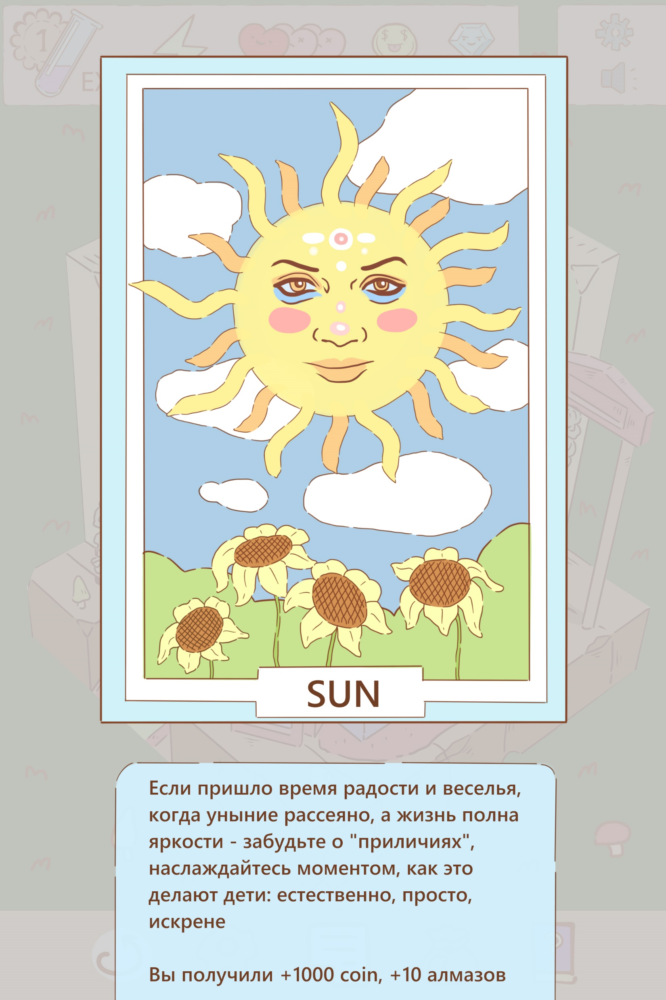 1
EX
$ $
SUN
Если пришло время радости и веселья,
когда уныние рассеяно, а жизнь полна
яркости - забудьте о "приличиях",
наслаждайтесь моментом, как это
делают дети: естественно, просто,
искрене
Вы получили +1000 coin, +10 алмазов